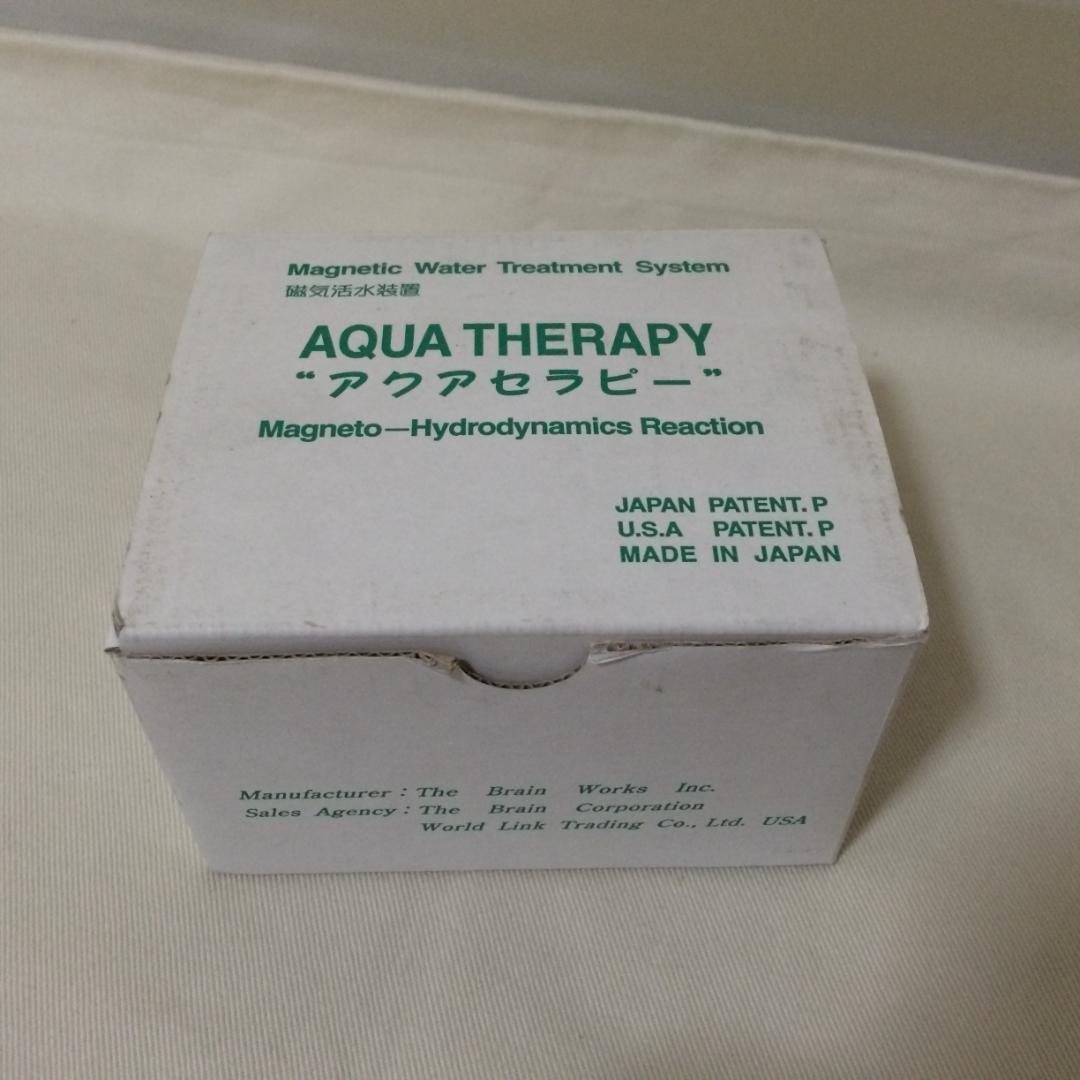 Magnetic Water Treatment System
磁気活水装置
AQUA THERAPY
“アクアセラピー”
Magneto—Hydrodynamics Reaction
JAPAN PATENT. P
U.S.A PATENT. P
MADE IN JAPAN
Manufacturer : The Brain Works Inc.
Sales Agency : The Brain Corporation
World Link Trading Co., Ltd. USA